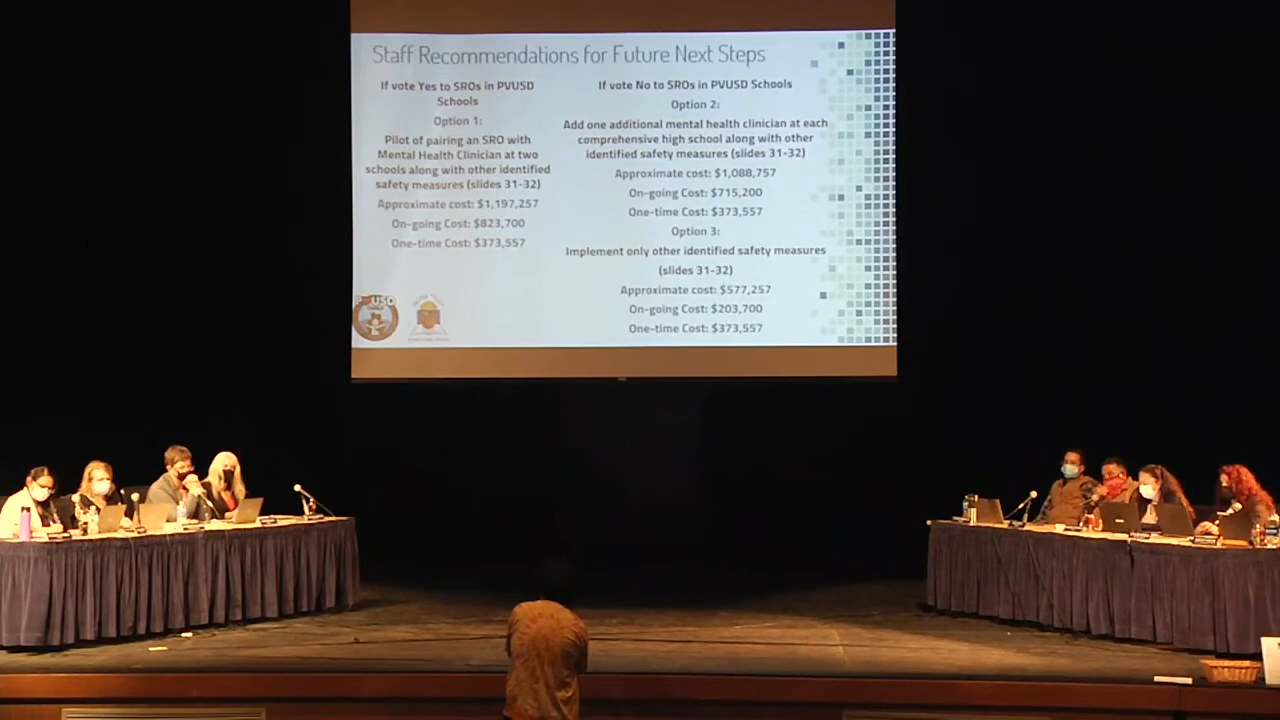 Staff Recommendations for Future Next Steps
If vote Yes to SROs in PVUSD
Schools
Option 1:
Pilot of pairing an SRO with
Mental Health Clinician at two
schools along with other identified
safety measures (slides 31-32)
Approximate cost: $1,197,257
On-going Cost: $823,700
One-time Cost: $373,557
If vote No to SROs in PVUSD Schools
Option 2:
Add one additional mental health clinician at each
comprehensive high school along with other
identified safety measures (slides 31-32)
Approximate cost: $1,088,757
On-going Cost: $715,200
One-time Cost: $373,557
Option 3:
Implement only other identified safety measures
(slides 31-32)
Approximate cost: $577,257
On-going Cost: $203,700
One-time Cost: $373,557
PVUSD